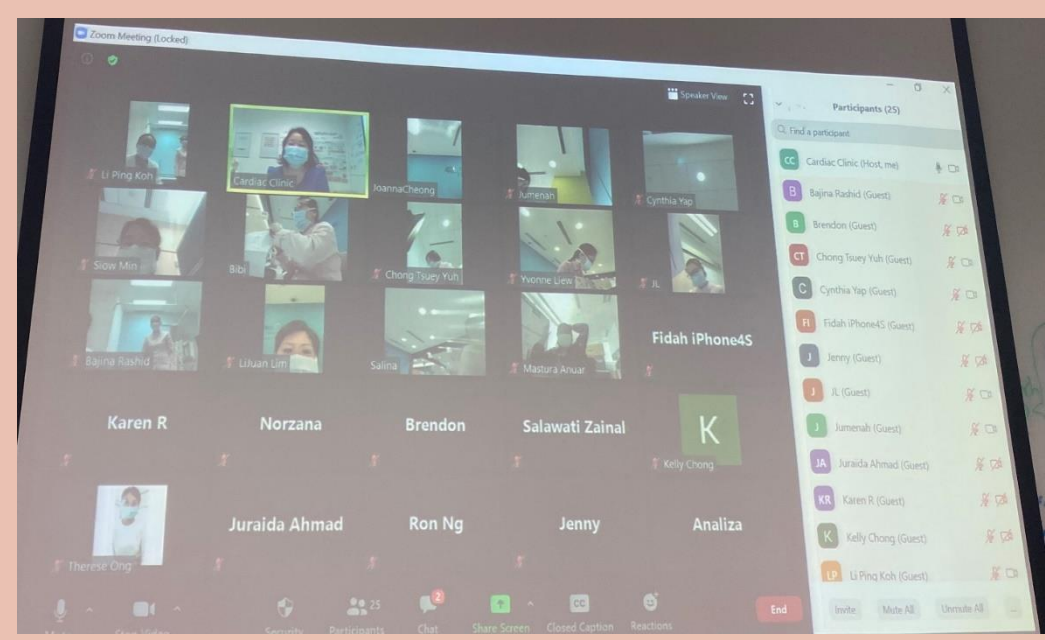 Zoom Meeting (Locked)
Speaker View
Li Ping Koh
Cardiac Clinic
JoannaCheong
Jumenah
Cynthia Yap
Siow Min
Bibi
Chong Tsuey Yuh
Yvonne Liew
JL
Bajina Rashid
LiJuan Lim
Salina
Mastura Anuar
Fidah iPhone4S
Karen R
Norzana
Brendon
Salawati Zainal
K
Kelly Chong
Therese Ong
Juraida Ahmad
Ron Ng
Jenny
Analiza
Stop Video
Security
25
Participants
2
Chat
Share Screen
CC
Closed Caption
Reactions
End
Participants (25)
Find a participant
CC Cardiac Clinic (Host, me)
B Bajina Rashid (Guest)
B Brendon (Guest)
CT Chong Tsuey Yuh (Guest)
C Cynthia Yap (Guest)
FI Fidah iPhone4S (Guest)
J Jenny (Guest)
J JL (Guest)
J Jumenah (Guest)
JA Juraida Ahmad (Guest)
KR Karen R (Guest)
K Kelly Chong (Guest)
LP Li Ping Koh (Guest)
Invite
Mute All
Unmute All
...